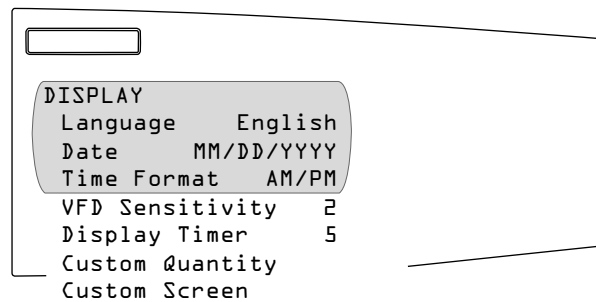 DISPLAY
Language English
Date MM/DD/YYYY
Time Format AM/PM
VFD Sensitivity 2
Display Timer 5
Custom Quantity
Custom Screen